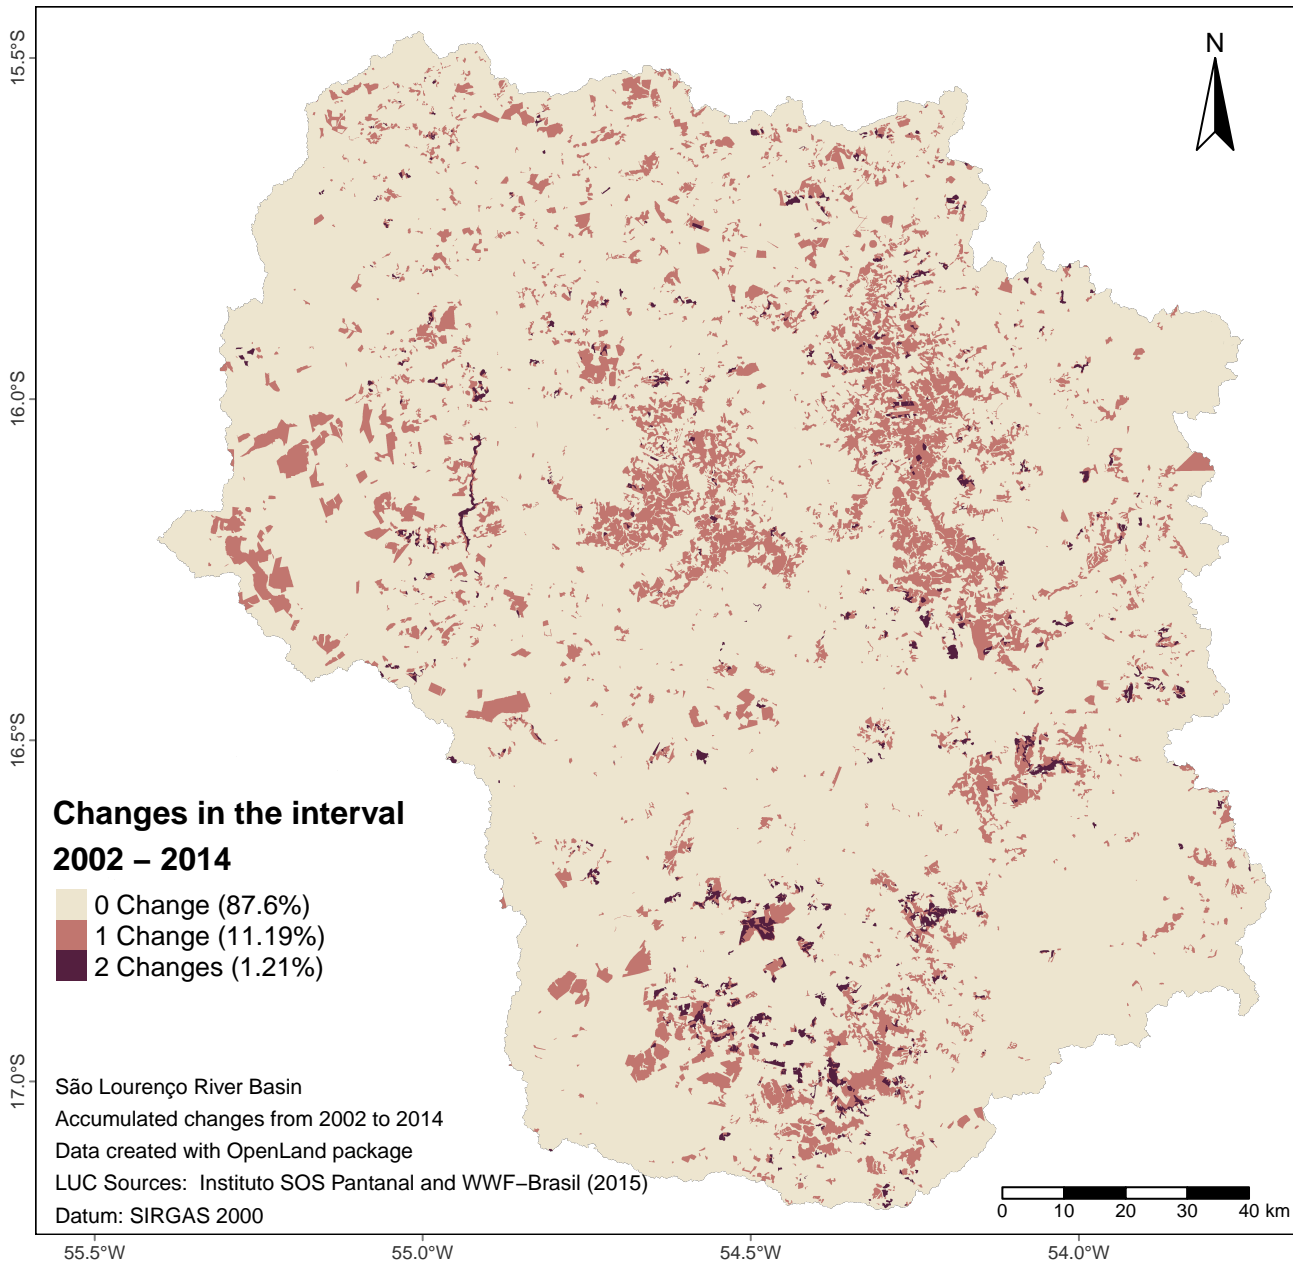 N
15.5°S
16.0°S
16.5°S
17.0°S
Changes in the interval
2002 – 2014
0 Change (87.6%)
1 Change (11.19%)
2 Changes (1.21%)
São Lourenço River Basin
Accumulated changes from 2002 to 2014
Data created with OpenLand package
LUC Sources:  Instituto SOS Pantanal and WWF–Brasil (2015)
Datum: SIRGAS 2000
0 10 20 30 40 km
55.5°W 55.0°W 54.5°W 54.0°W